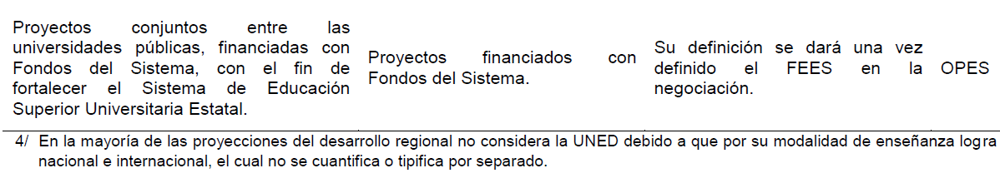 Proyectos conjuntos entre las
universidades públicas, financiadas con
Fondos del Sistema, con el fin de
fortalecer el Sistema de Educación
Superior Universitaria Estatal.
Proyectos financiados con
Fondos del Sistema.
Su definición se dará una vez
definido el FEES en la
negociación.
OPES
4/ En la mayoría de las proyecciones del desarrollo regional no considera la UNED debido a que por su modalidad de enseñanza logra
nacional e internacional, el cual no se cuantifica o tipifica por separado.